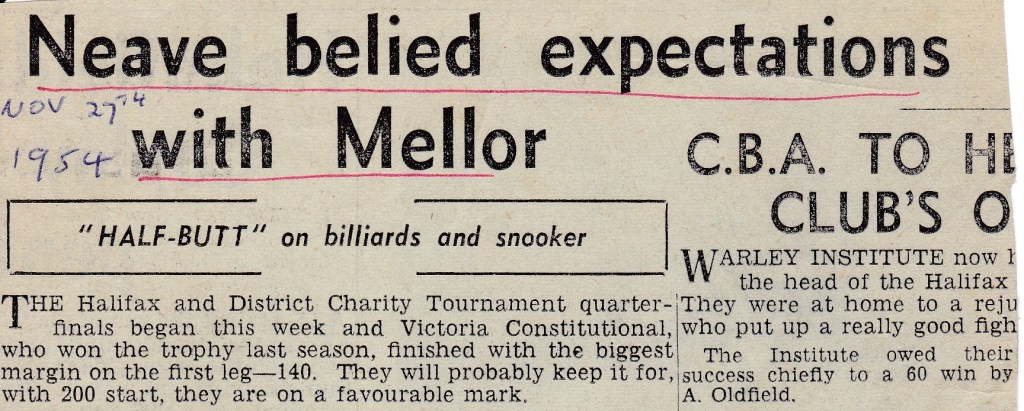 Neave belied expectations
NOV 27TH
1954
with Mellor
"HALF-BUTT" on billiards and snooker
THE Halifax and District Charity Tournament quarter-
finals began this week and Victoria Constitutional,
who won the trophy last season, finished with the biggest
margin on the first leg—140. They will probably keep it for,
with 200 start, they are on a favourable mark.
C.B.A. TO HE
CLUB'S O
WARLEY INSTITUTE now h
the head of the Halifax
They were at home to a reju
who put up a really good figh
The Institute owed their
success chiefly to a 60 win by
A. Oldfield.